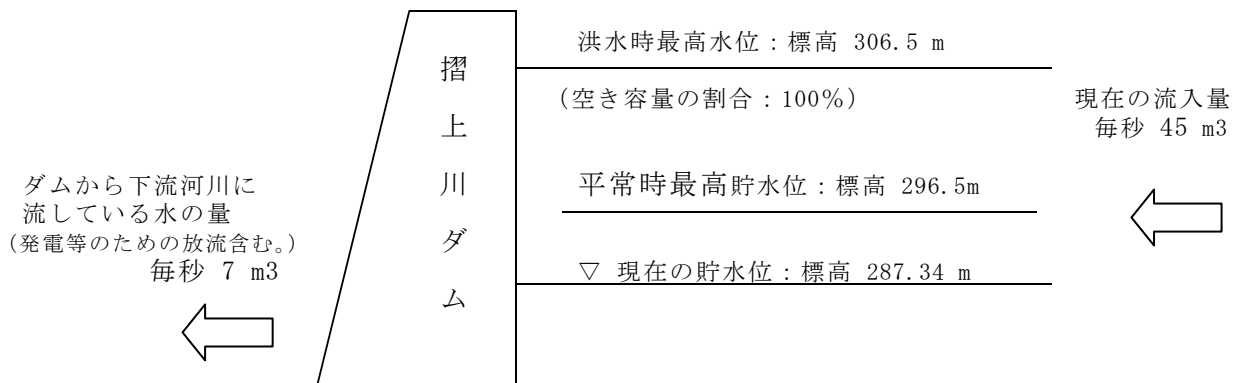 洪水時最高水位：標高 306.5 m
(空き容量の割合：100％)
現在の流入量
毎秒 45 m3
摺上川ダム
平常時最高貯水位：標高 296.5m
ダムから下流河川に
流している水の量
(発電等のための放流含む。)
毎秒 7 m3
▽ 現在の貯水位：標高 287.34 m